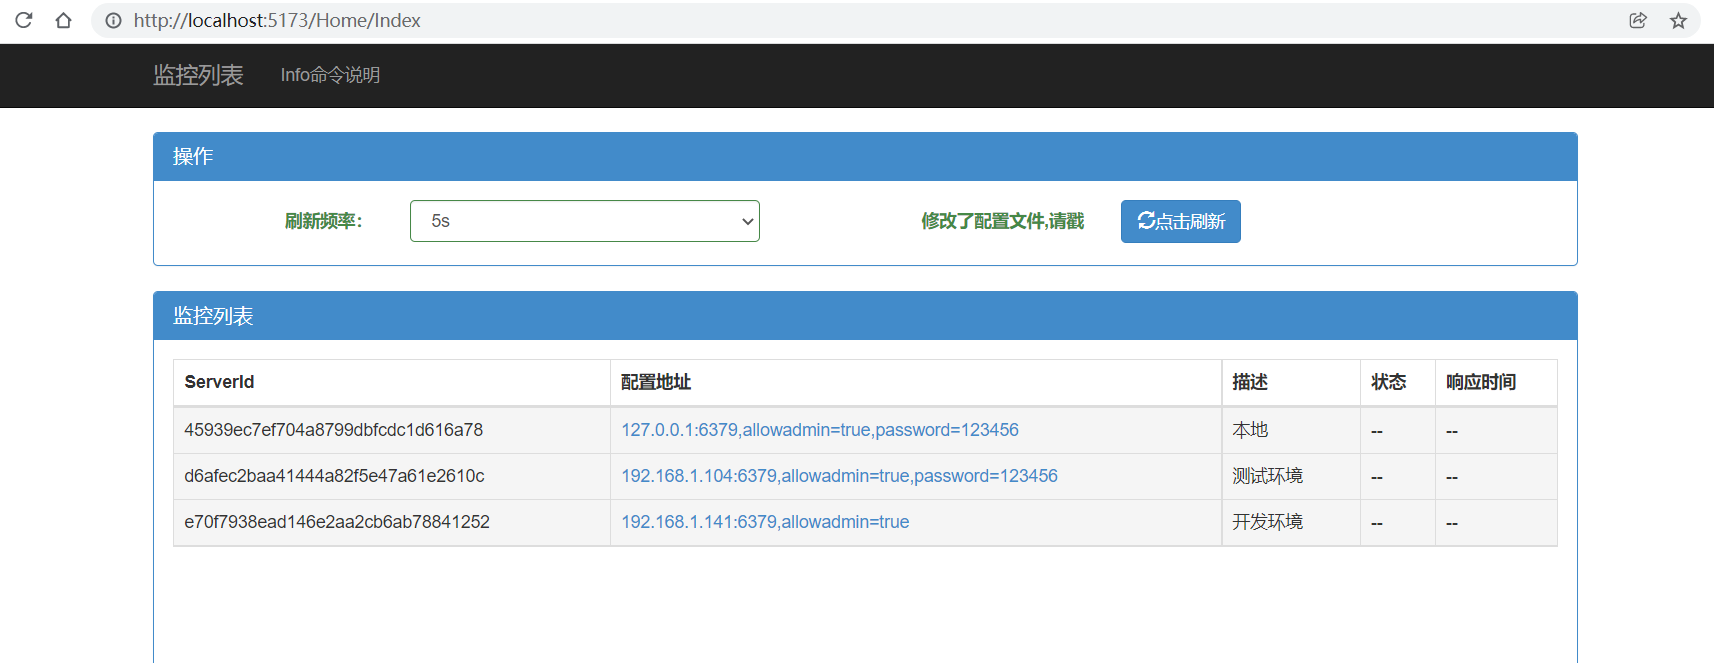 http://localhost:5173/Home/Index
监控列表 Info命令说明
操作
刷新频率： 5s 修改了配置文件,请戳 点击刷新
监控列表
ServerId 配置地址 描述 状态 响应时间
45939ec7ef704a8799dbfcdc1d616a78 127.0.0.1:6379,allowadmin=true,password=123456 本地 -- --
d6afec2baa41444a82f5e47a61e2610c 192.168.1.104:6379,allowadmin=true,password=123456 测试环境 -- --
e70f7938ead146e2aa2cb6ab78841252 192.168.1.141:6379,allowadmin=true 开发环境 -- --